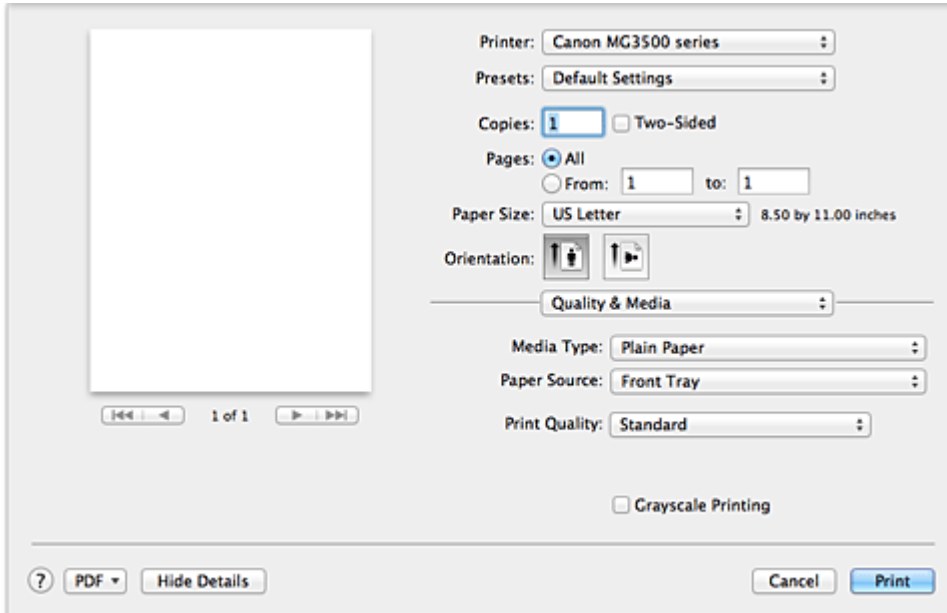 Printer: Canon MG3500 series
Presets: Default Settings
Copies: 1 Two-Sided
Pages: All
From: 1 to: 1
Paper Size: US Letter 8.50 by 11.00 inches
Orientation:
Quality & Media
Media Type: Plain Paper
Paper Source: Front Tray
1 of 1
Print Quality: Standard
Grayscale Printing
? PDF Hide Details Cancel Print